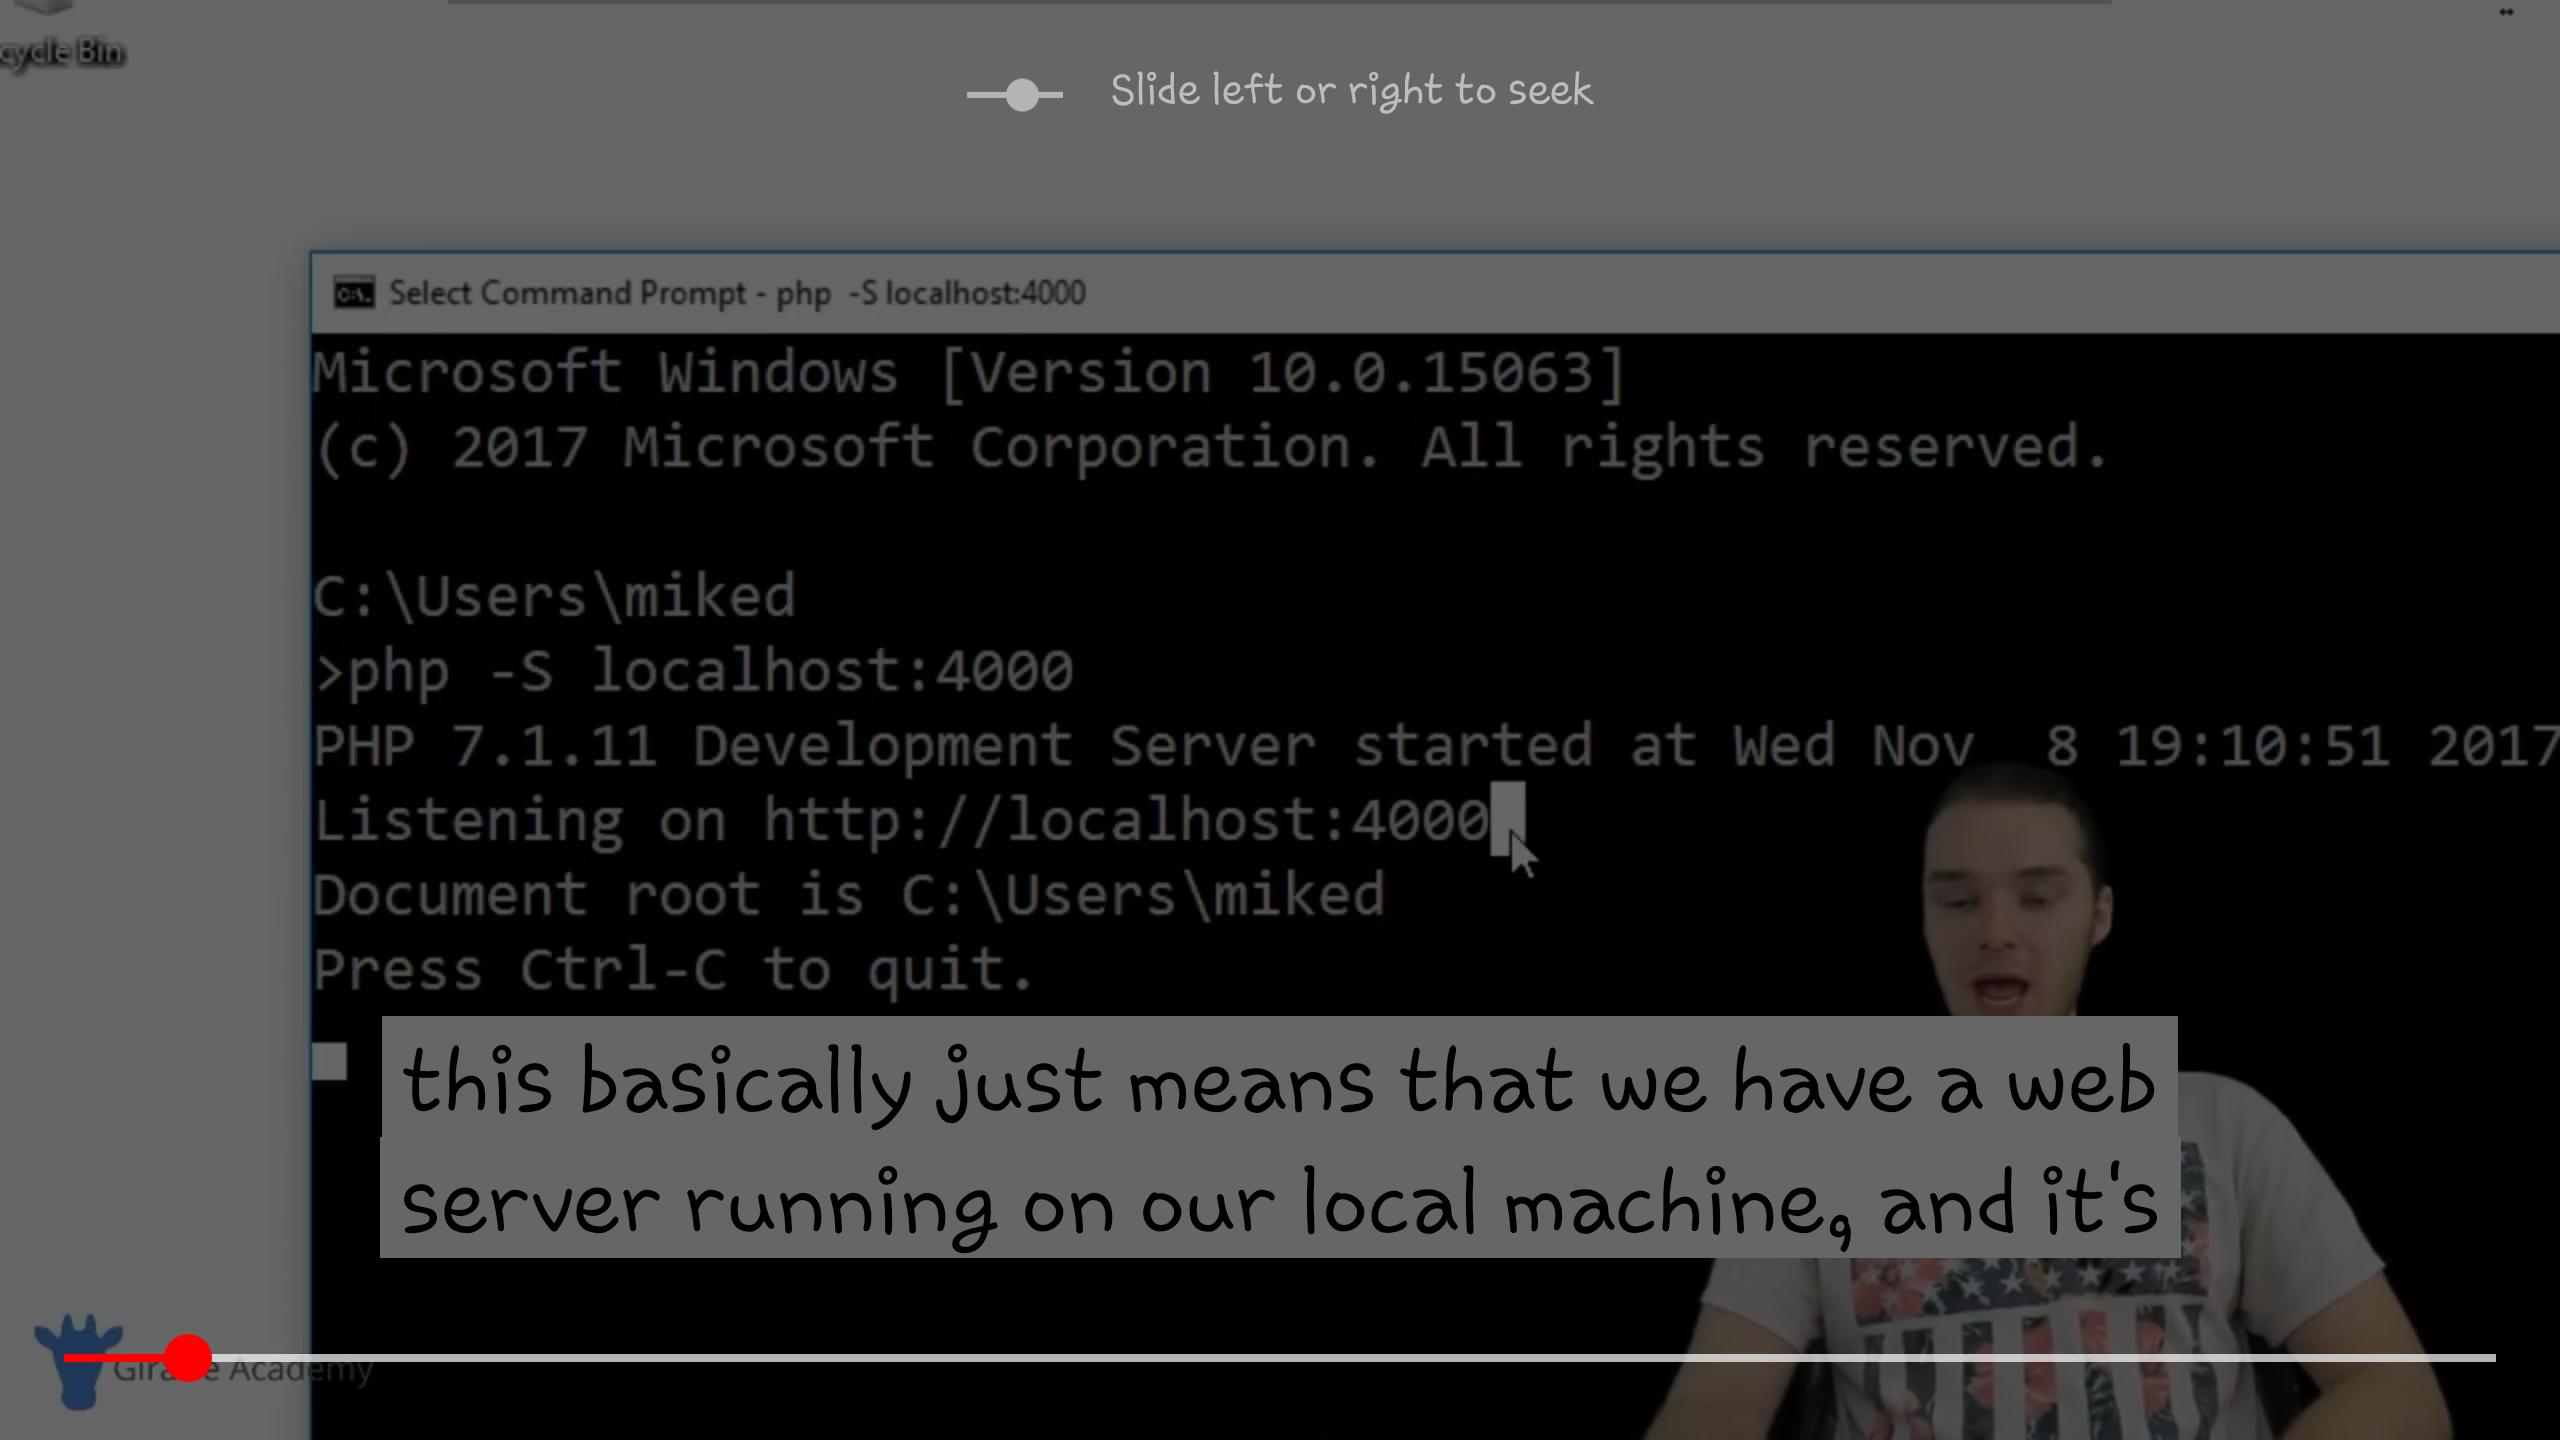 cycle Bin
Slide left or right to seek
Select Command Prompt - php -S localhost:4000
Microsoft Windows [Version 10.0.15063]
(c) 2017 Microsoft Corporation. All rights reserved.
C:\Users\miked
>php -S localhost:4000
PHP 7.1.11 Development Server started at Wed Nov  8 19:10:51 2017
Listening on http://localhost:4000
Document root is C:\Users\miked
Press Ctrl-C to quit.
this basically just means that we have a web
server running on our local machine, and it's
Giraffe Academy